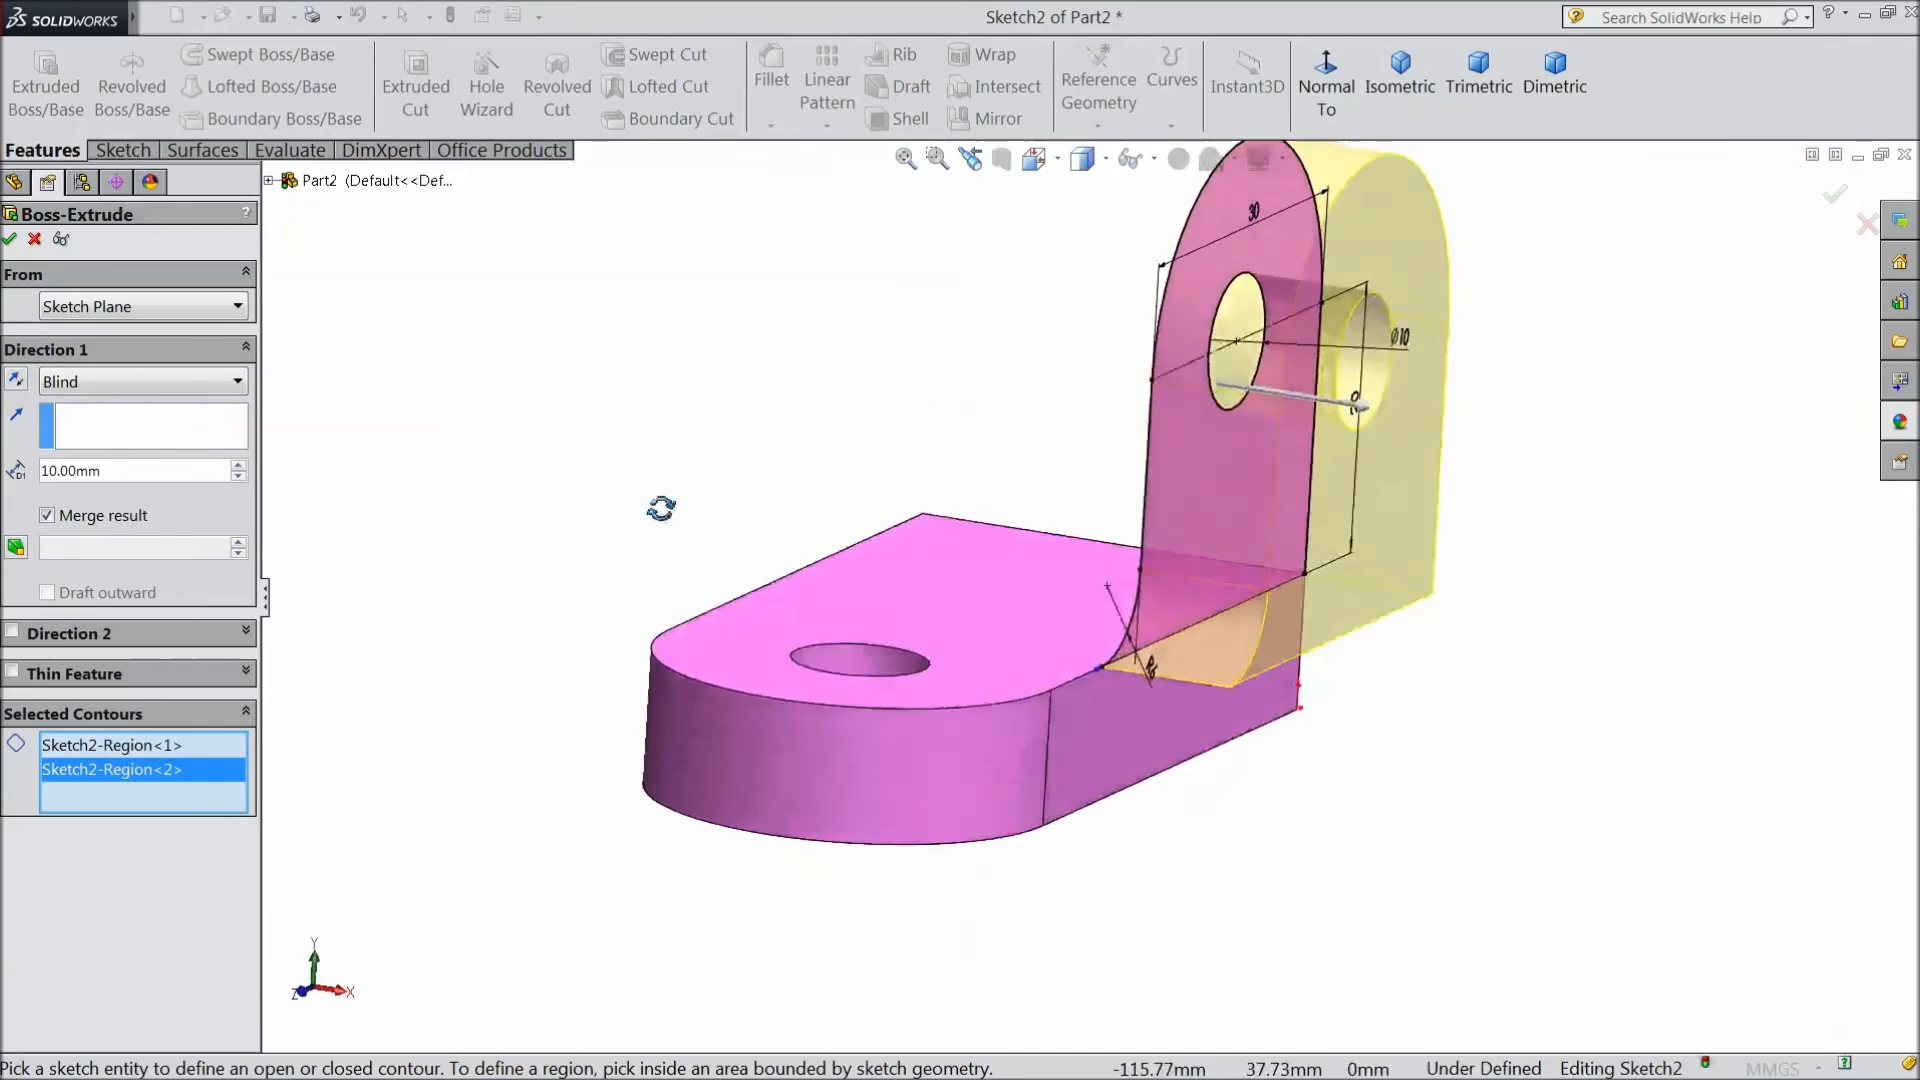 SOLIDWORKS
Sketch2 of Part2 *
Search SolidWorks Help
Extruded Boss/Base
Revolved Boss/Base
Swept Boss/Base
Lofted Boss/Base
Boundary Boss/Base
Extruded Cut
Hole Wizard
Revolved Cut
Swept Cut
Lofted Cut
Boundary Cut
Fillet
Linear Pattern
Rib
Draft
Shell
Wrap
Intersect
Mirror
Reference Geometry
Curves
Instant3D
Normal To
Isometric
Trimetric
Dimetric
Features
Sketch
Surfaces
Evaluate
DimXpert
Office Products
Part2 (Default<<Def...
Boss-Extrude
?
From
Sketch Plane
Direction 1
Blind
D1
10.00mm
Merge result
Draft outward
Direction 2
Thin Feature
Selected Contours
Sketch2-Region<1>
Sketch2-Region<2>
30
Ø10
Y
Z
X
Pick a sketch entity to define an open or closed contour. To define a region, pick inside an area bounded by sketch geometry.
-115.77mm
37.73mm
0mm
Under Defined
Editing Sketch2
MMGS